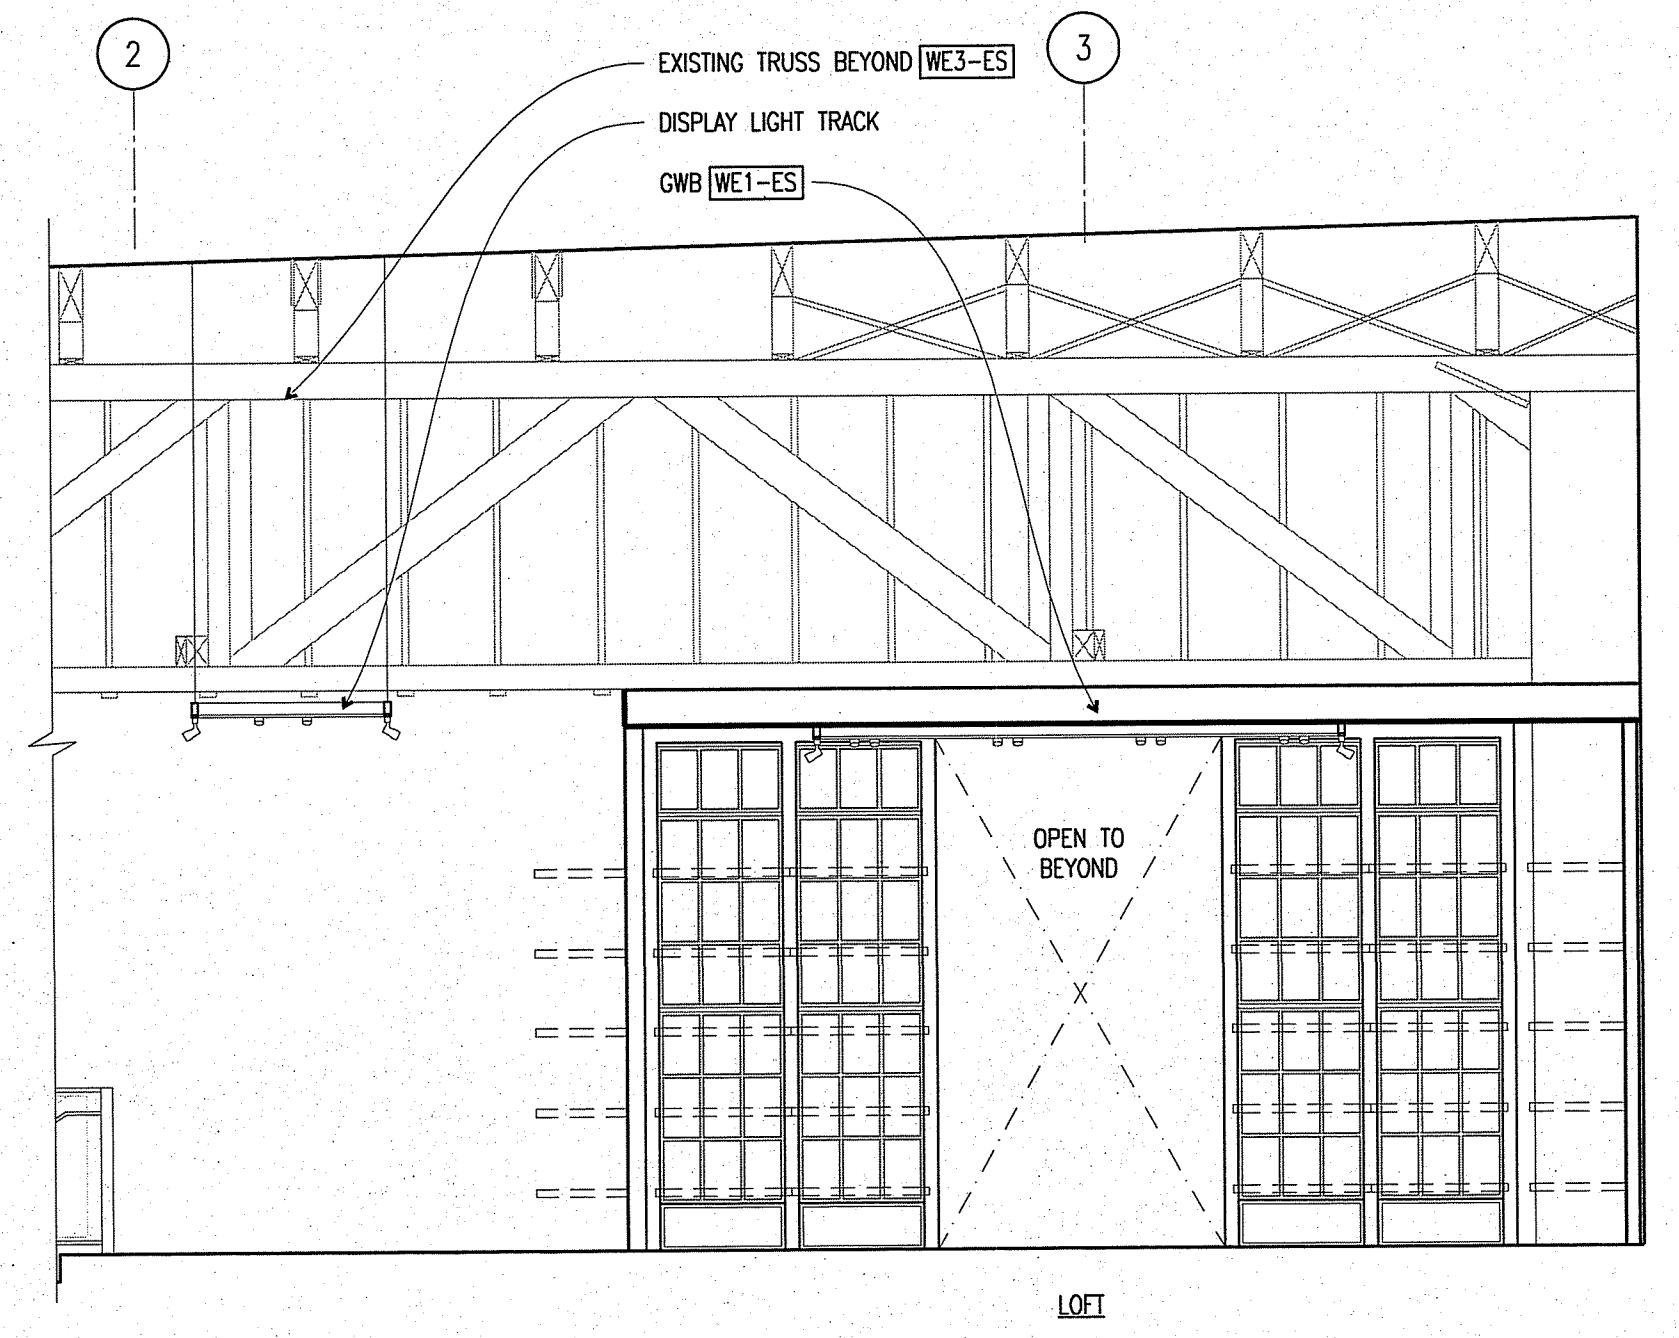 2
3
EXISTING TRUSS BEYOND WE3-ES
DISPLAY LIGHT TRACK
GWB WE1-ES
OPEN TO
BEYOND
LOFT